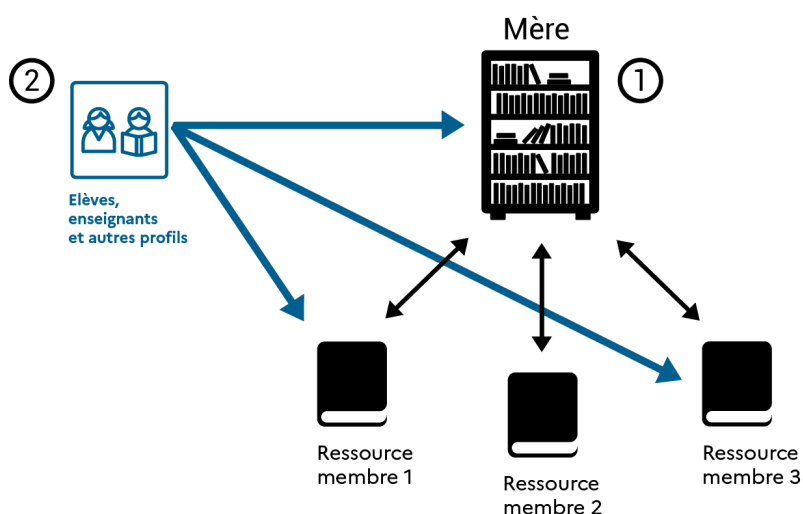 Mère
1
2
Elèves,
enseignants
et autres profils
Ressource
membre 1
Ressource
membre 2
Ressource
membre 3